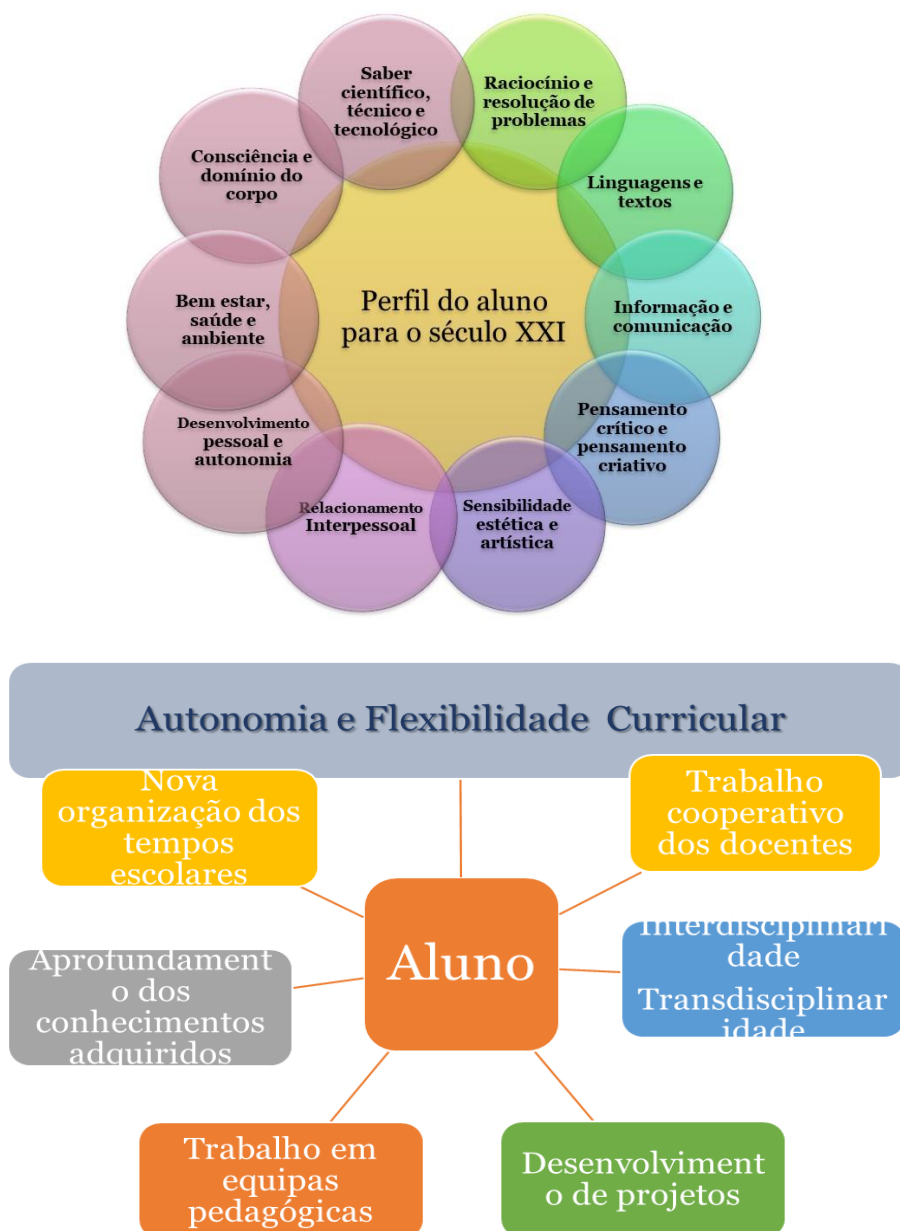 Saber
científico,
técnico e
tecnológico
Raciocínio e
resolução de
problemas
Linguagens e
textos
Informação e
comunicação
Pensamento
crítico e
pensamento
criativo
Sensibilidade
estética e
artística
Relacionamento
Interpessoal
Desenvolvimento
pessoal e
autonomia
Bem estar,
saúde e
ambiente
Consciência e
domínio do
corpo
Perfil do aluno
para o século XXI
Autonomia e Flexibilidade Curricular
Nova
organização dos
tempos
escolares
Trabalho
cooperativo
dos docentes
Aluno
Aprofundament
o dos
conhecimentos
adquiridos
Interdisciplinari
dade
Transdisciplinar
idade
Trabalho em
equipas
pedagógicas
Desenvolviment
o de projetos